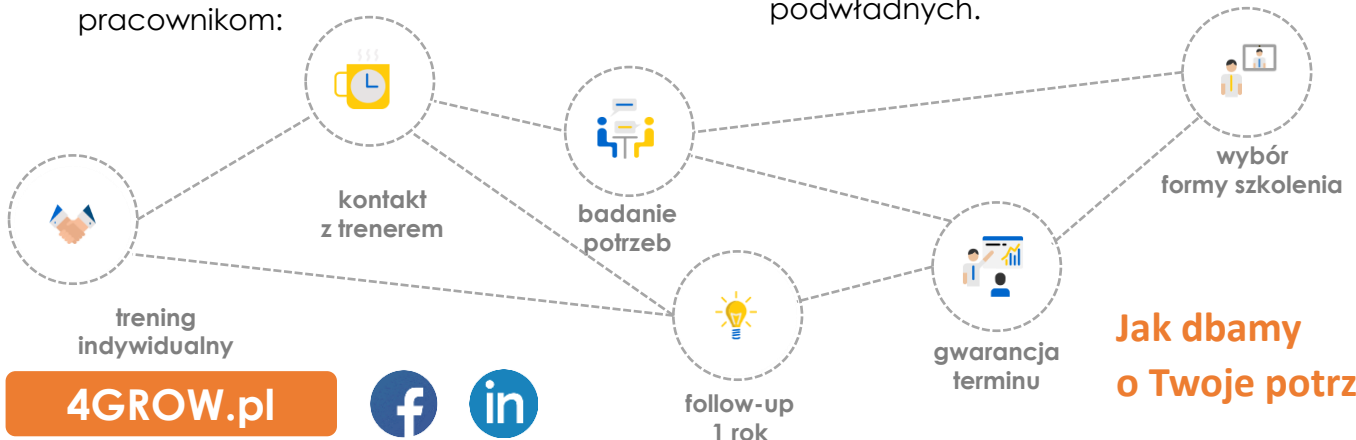 pracownikom:
podwładnych.
kontakt
z trenerem
badanie
potrzeb
wybór
formy szkolenia
trening
indywidualny
follow-up
1 rok
gwarancja
terminu
Jak dbamy
o Twoje potrz
4GROW.pl
f
in